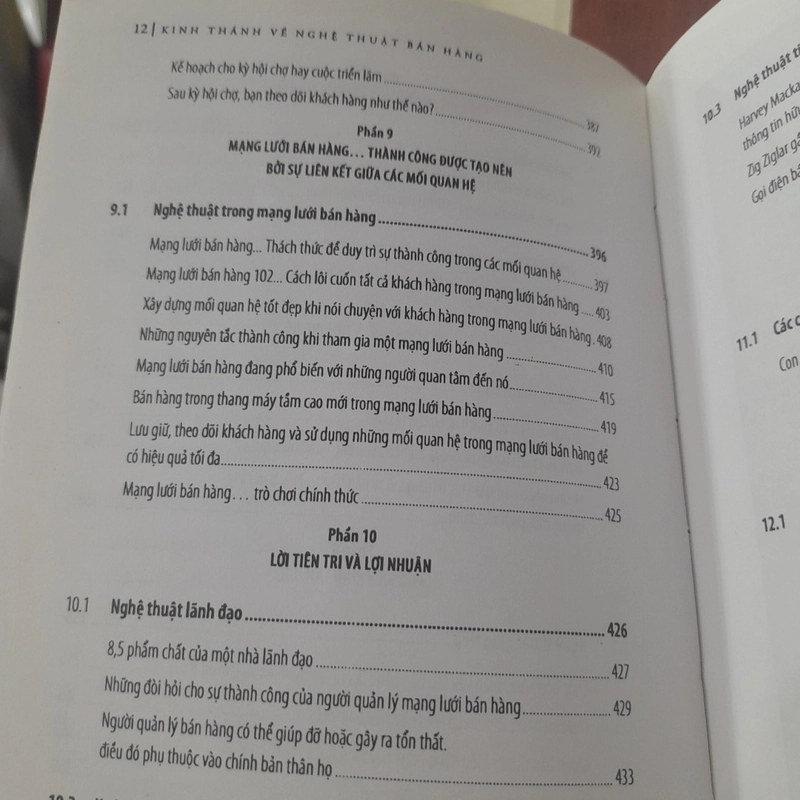 12 | KINH THÁNH VỀ NGHỆ THUẬT BÁN HÀNG
Kế hoạch cho kỳ hội chợ hay cuộc triển lãm ........ 387
Sau kỳ hội chợ, bạn theo dõi khách hàng như thế nào? ........ 392
Phần 9
MẠNG LƯỚI BÁN HÀNG... THÀNH CÔNG ĐƯỢC TẠO NÊN
BỞI SỰ LIÊN KẾT GIỮA CÁC MỐI QUAN HỆ
9.1 Nghệ thuật trong mạng lưới bán hàng ........ 396
Mạng lưới bán hàng... Thách thức để duy trì sự thành công trong các mối quan hệ ........ 397
Mạng lưới bán hàng 102... Cách lôi cuốn tất cả khách hàng trong mạng lưới bán hàng .... 403
Xây dựng mối quan hệ tốt đẹp khi nói chuyện với khách hàng trong mạng lưới bán hàng. 408
Những nguyên tắc thành công khi tham gia một mạng lưới bán hàng ........ 410
Mạng lưới bán hàng đang phổ biến với những người quan tâm đến nó ........ 415
Bán hàng trong thang máy tầm cao mới trong mạng lưới bán hàng ........ 419
Lưu giữ, theo dõi khách hàng và sử dụng những mối quan hệ trong mạng lưới bán hàng để
có hiệu quả tối đa ........ 423
Mạng lưới bán hàng... trò chơi chính thức ........ 425
Phần 10
LỜI TIÊN TRI VÀ LỢI NHUẬN
10.1 Nghệ thuật lãnh đạo ........ 426
8,5 phẩm chất của một nhà lãnh đạo ........ 427
Những đòi hỏi cho sự thành công của người quản lý mạng lưới bán hàng ........ 429
Người quản lý bán hàng có thể giúp đỡ hoặc gây ra tổn thất.
điều đó phụ thuộc vào chính bản thân họ ........ 433
10.3 Nghệ thuật
Harvey
thông tin
Zig Ziglar
Gọi điện
11.1 Các
Con
12.1